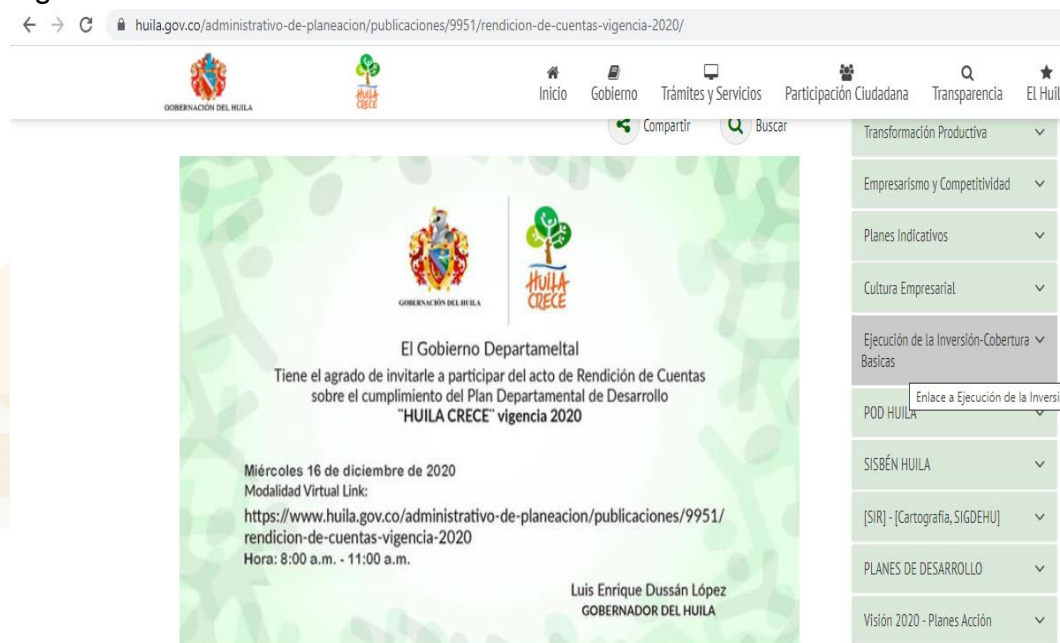 huila.gov.co/administrativo-de-planeacion/publicaciones/9951/rendicion-de-cuentas-vigencia-2020/
GOBERNACIÓN DEL HUILA
HUILA
CRECE
Inicio
Gobierno
Trámites y Servicios
Participación Ciudadana
Transparencia
El Huil
Compartir
Buscar
GOBERNACIÓN DEL HUILA
HUILA
CRECE
El Gobierno Departameltal
Tiene el agrado de invitarle a participar del acto de Rendición de Cuentas
sobre el cumplimiento del Plan Departamental de Desarrollo
¨HUILA CRECE¨ vigencia 2020
Miércoles 16 de diciembre de 2020
Modalidad Virtual Link:
https://www.huila.gov.co/administrativo-de-planeacion/publicaciones/9951/
rendicion-de-cuentas-vigencia-2020
Hora: 8:00 a.m. - 11:00 a.m.
Luis Enrique Dussán López
GOBERNADOR DEL HUILA
Transformación Productiva
Empresarismo y Competitividad
Planes Indicativos
Cultura Empresarial
Ejecución de la Inversión-Cobertura
Basicas
Enlace a Ejecución de la Inversi
POD HUILA
SISBÉN HUILA
[SIR] - [Cartografía, SIGDEHU]
PLANES DE DESARROLLO
Visión 2020 - Planes Acción